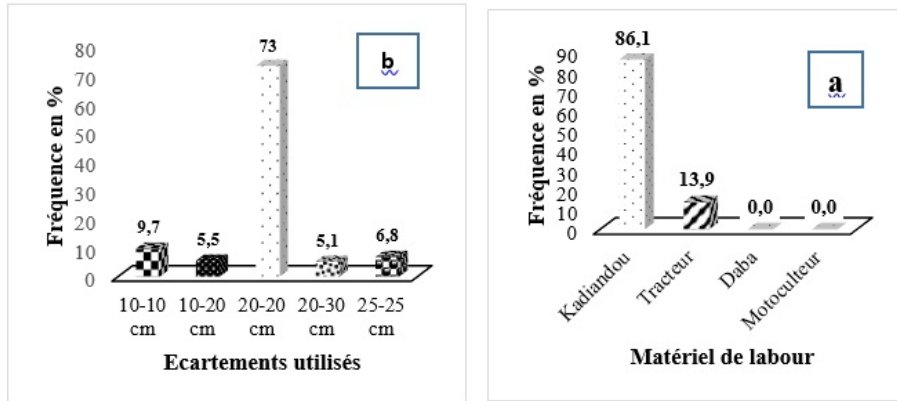 b
Fréquence en %
80
70
60
50
40
30
20
10
0
9,7
5,5
73
5,1
6,8
10-10 cm
10-20 cm
20-20 cm
20-30 cm
25-25 cm
Ecartements utilisés
a
Fréquence en %
90
80
70
60
50
40
30
20
10
0
86,1
13,9
0,0
0,0
Kadiandou
Tracteur
Daba
Motoculteur
Matériel de labour